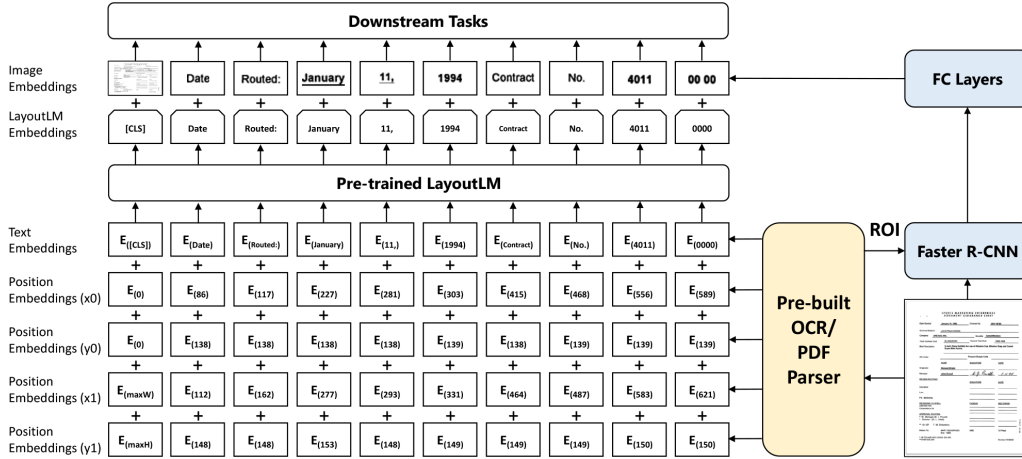 Downstream Tasks
Image Embeddings
Date Routed: January 11, 1994 Contract No. 4011 00 00
FC Layers
LayoutLM Embeddings
[CLS] Date Routed: January 11, 1994 Contract No. 4011 0000
Pre-trained LayoutLM
Text Embeddings
E([CLS]) E(Date) E(Routed:) E(January) E(11,) E(1994) E(Contract) E(No.) E(4011) E(0000)
ROI
Faster R-CNN
Position Embeddings (x0)
E(0) E(86) E(117) E(227) E(281) E(303) E(415) E(468) E(556) E(589)
Pre-built OCR/ PDF Parser
Position Embeddings (y0)
E(0) E(138) E(138) E(138) E(138) E(139) E(138) E(139) E(139) E(139)
Position Embeddings (x1)
E(maxW) E(112) E(162) E(277) E(293) E(331) E(464) E(487) E(583) E(621)
Position Embeddings (y1)
E(maxH) E(148) E(148) E(153) E(148) E(149) E(149) E(149) E(150) E(150)